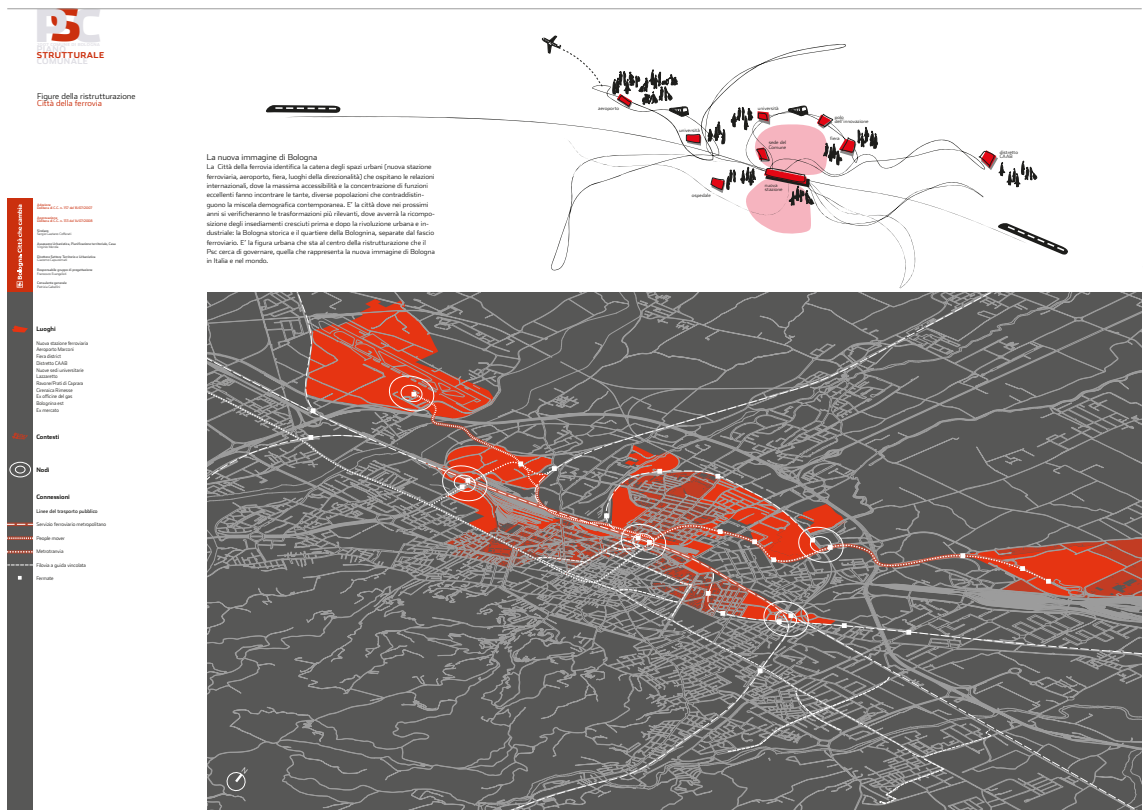 PSC
PIANO
STRUTTURALE
COMUNALE
Figure della ristrutturazione
Città della ferrovia
La nuova immagine di Bologna
La Città della ferrovia identifica la catena degli spazi urbani (nuova stazione
ferroviaria, aeroporto, fiera, luoghi della direzionalità) che ospitano le relazioni
internazionali, dove la massima accessibilità e la concentrazione di funzioni
eccellenti fanno incontrare le tante, diverse popolazioni che contraddistin-
guono la miscela demografica contemporanea. E' la città dove nei prossimi
anni si verificheranno le trasformazioni più rilevanti, dove avverrà la ricompo-
sizione degli insediamenti cresciuti prima e dopo la rivoluzione urbana e in-
dustriale: la Bologna storica e il quartiere della Bolognina, separate dal fascio
ferroviario. E' la figura urbana che sta al centro della ristrutturazione che il
Psc cerca di governare, quella che rappresenta la nuova immagine di Bologna
in Italia e nel mondo.
aeroporto
università
università
polo
dell'innovazione
fiera
sede del
Comune
nuova
stazione
ospedale
distretto
CAAB
Bologna. Città che cambia
Luoghi
Nuova stazione ferroviaria
Aeroporto Marconi
Fiera district
Distretto CAAB
Nuove sedi universitarie
Lazzaretto
Ravone/Prati di Caprara
Cirenaica Rimesse
Ex officine del gas
Bolognina est
Ex mercato
Contesti
Nodi
Connessioni
Linee del trasporto pubblico
Servizio ferroviario metropolitano
People mover
Metrotranvia
Filovia a guida vincolata
Fermate
N